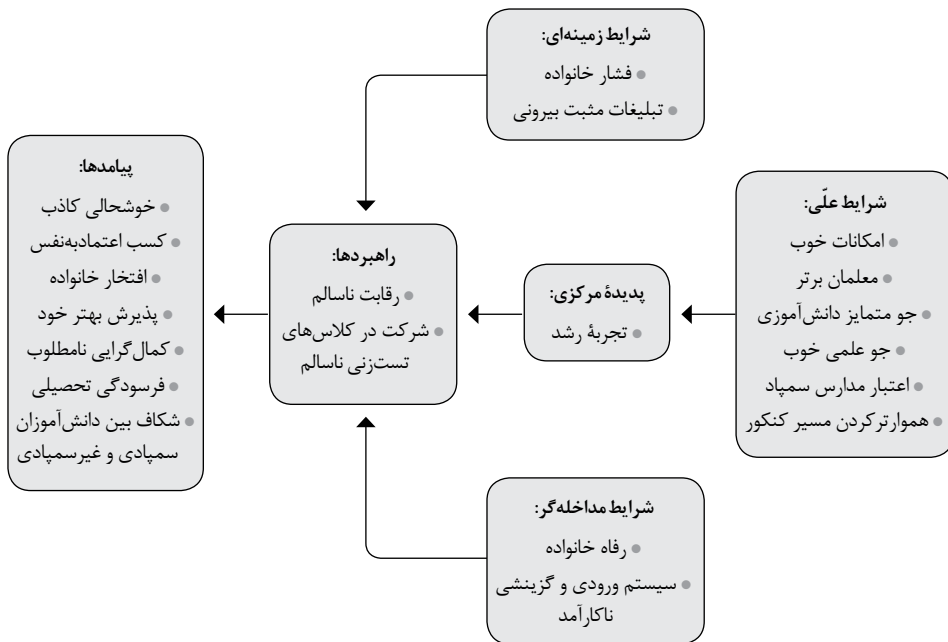 شرایط زمینه‌ای:
● فشار خانواده
● تبلیغات مثبت بیرونی
شرایط علّی:
● امکانات خوب
● معلمان برتر
● جو متمایز دانش‌آموزی
● جو علمی خوب
● اعتبار مدارس سمپاد
● هموارترکردن مسیر کنکور
پدیدهٔ مرکزی:
● تجربهٔ رشد
راهبردها:
● رقابت ناسالم
● شرکت در کلاس‌های
تست‌زنی ناسالم
پیامدها:
● خوشحالی کاذب
● کسب اعتمادبه‌نفس
● افتخار خانواده
● پذیرش بهتر خود
● کمال‌گرایی نامطلوب
● فرسودگی تحصیلی
● شکاف بین دانش‌آموزان
سمپادی و غیرسمپادی
شرایط مداخله‌گر:
● رفاه خانواده
● سیستم ورودی و گزینشی
ناکارآمد